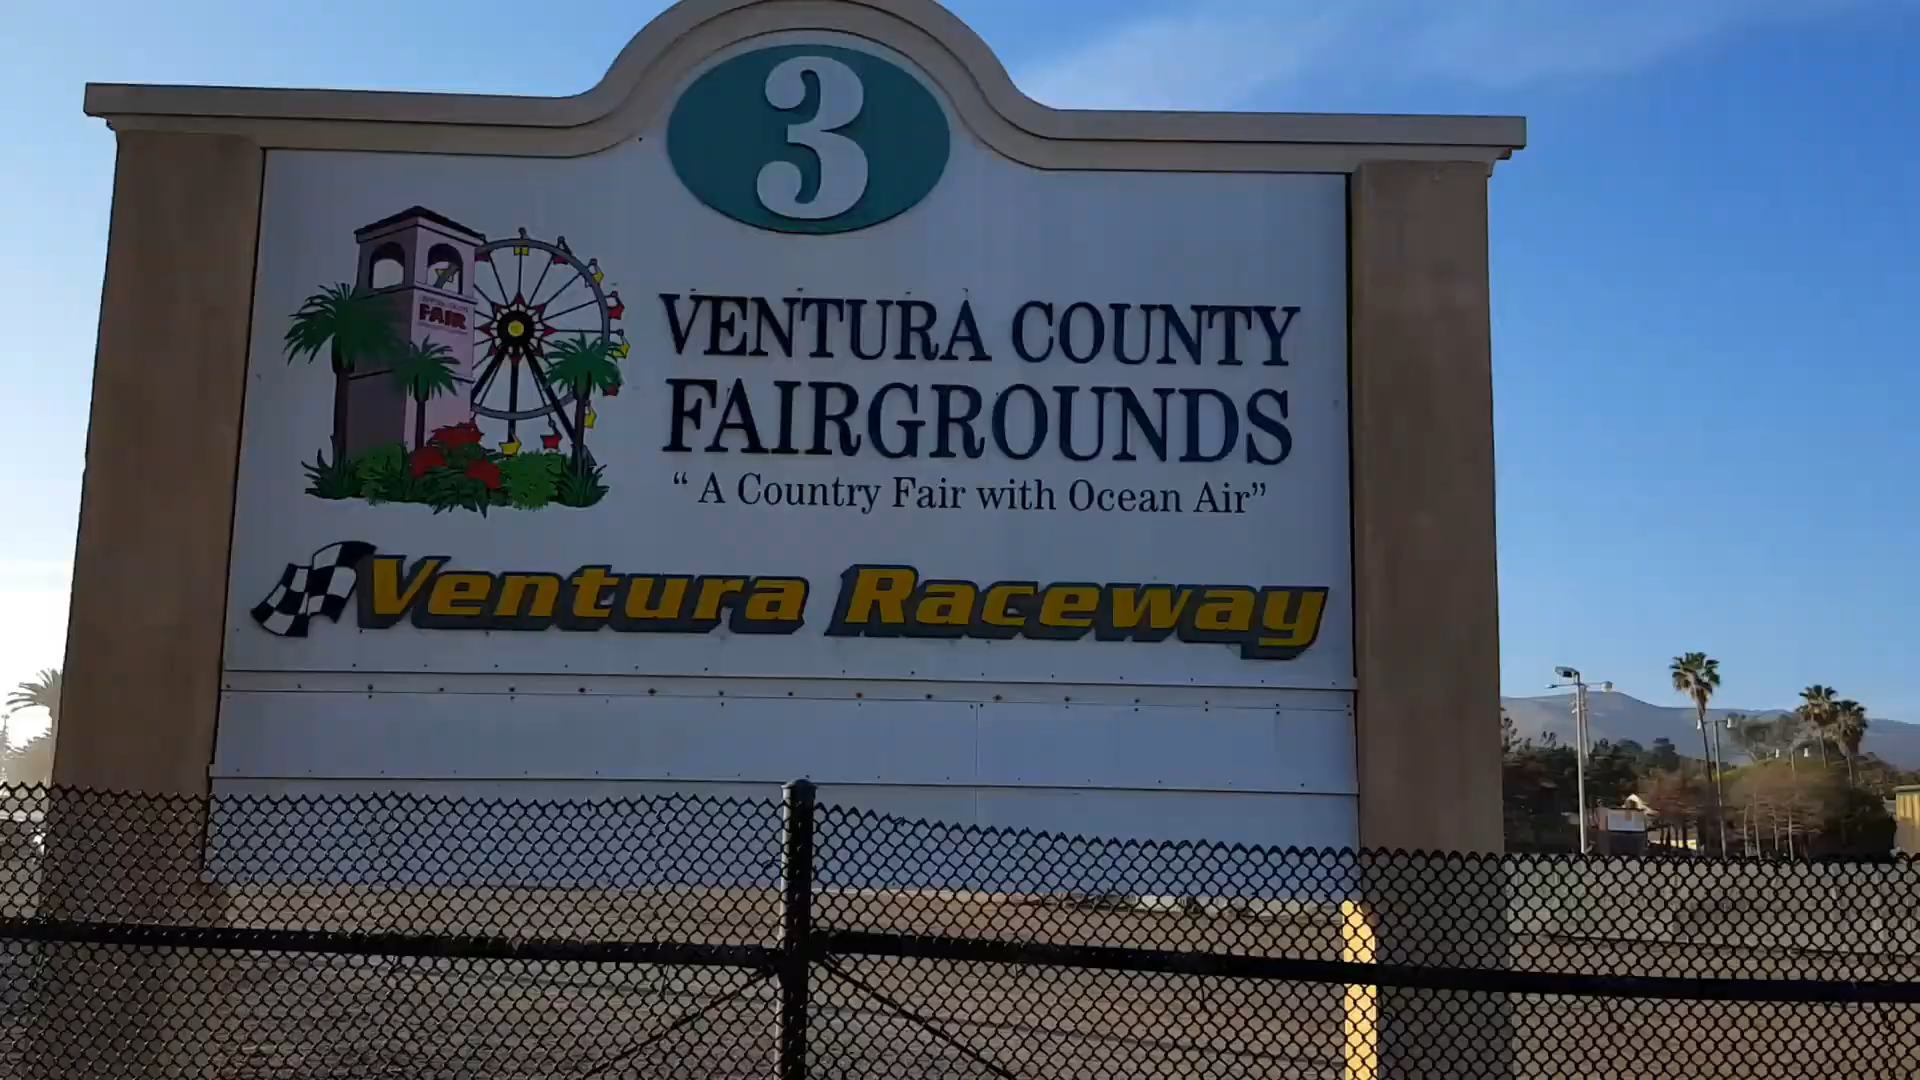 3
FAIR
VENTURA COUNTY
FAIRGROUNDS
“ A Country Fair with Ocean Air”
Ventura Raceway